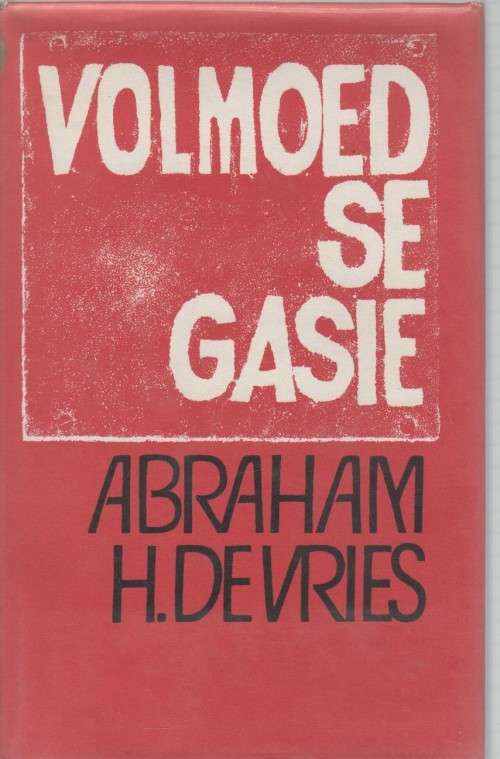 VOLMOED
SE
GASIE
ABRAHAM
H. DE VRIES